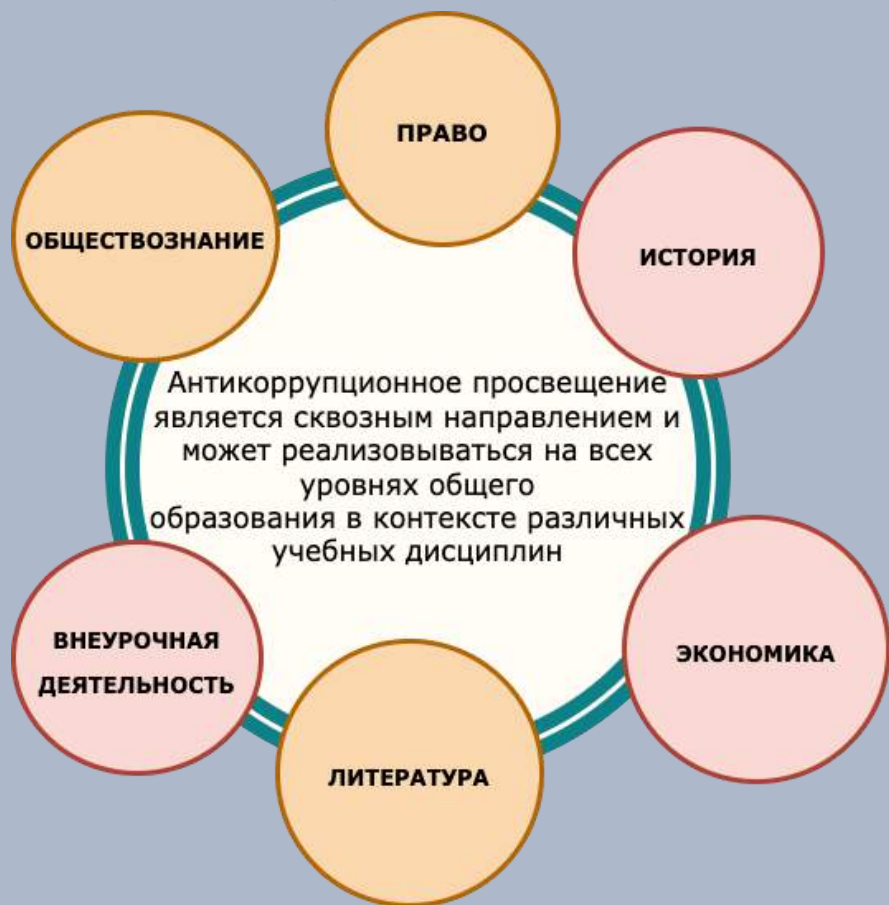 ПРАВО
ОБЩЕСТВОЗНАНИЕ
ИСТОРИЯ
Антикоррупционное просвещение
является сквозным направлением и
может реализовываться на всех
уровнях общего
образования в контексте различных
учебных дисциплин
ВНЕУРОЧНАЯ
ДЕЯТЕЛЬНОСТЬ
ЭКОНОМИКА
ЛИТЕРАТУРА